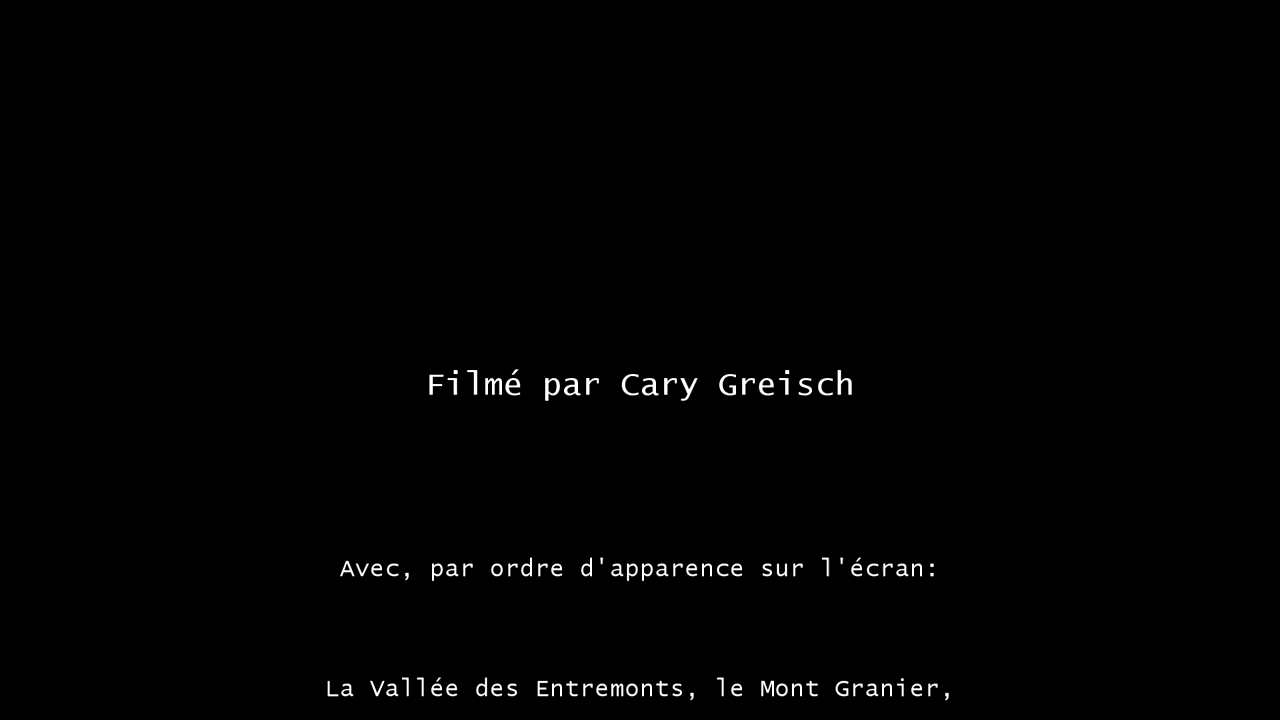 Filmé par Cary Greisch
Avec, par ordre d'apparence sur l'écran:
La Vallée des Entremonts, le Mont Granier,